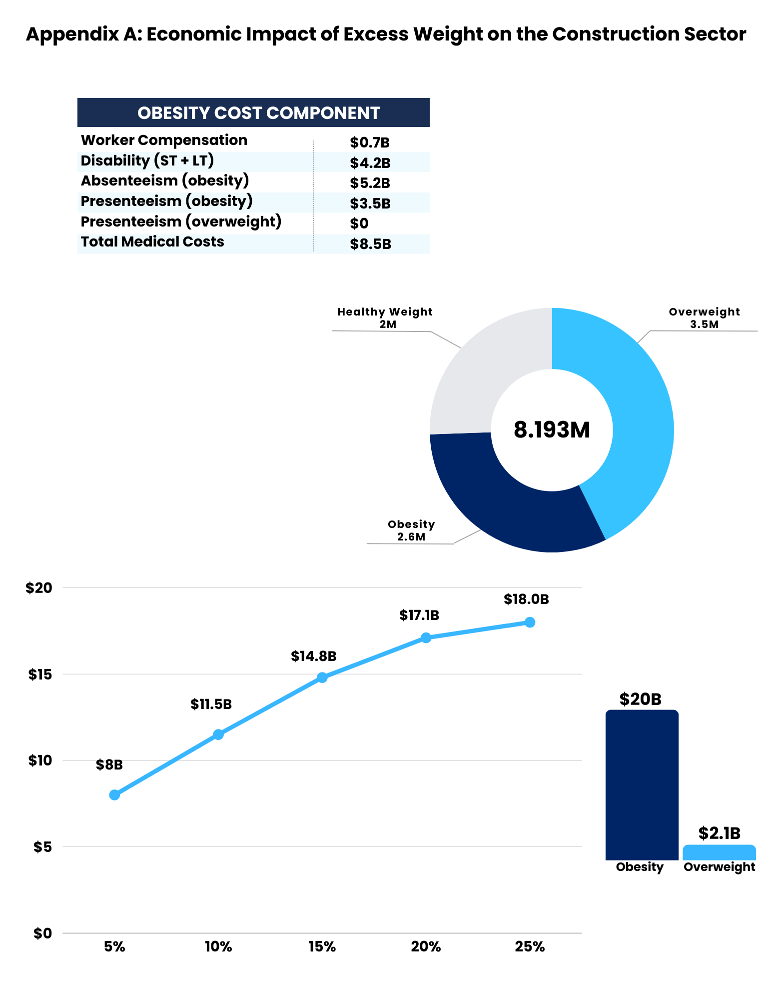 Appendix A: Economic Impact of Excess Weight on the Construction Sector
OBESITY COST COMPONENT
Worker Compensation $0.7B
Disability (ST + LT) $4.2B
Absenteeism (obesity) $5.2B
Presenteeism (obesity) $3.5B
Presenteeism (overweight) $0
Total Medical Costs $8.5B
Healthy Weight
2M
Overweight
3.5M
8.193M
Obesity
2.6M
$20
$18.0B
$17.1B
$14.8B
$15
$11.5B
$10
$8B
$5
$0
5% 10% 15% 20% 25%
$20B
$2.1B
Obesity Overweight